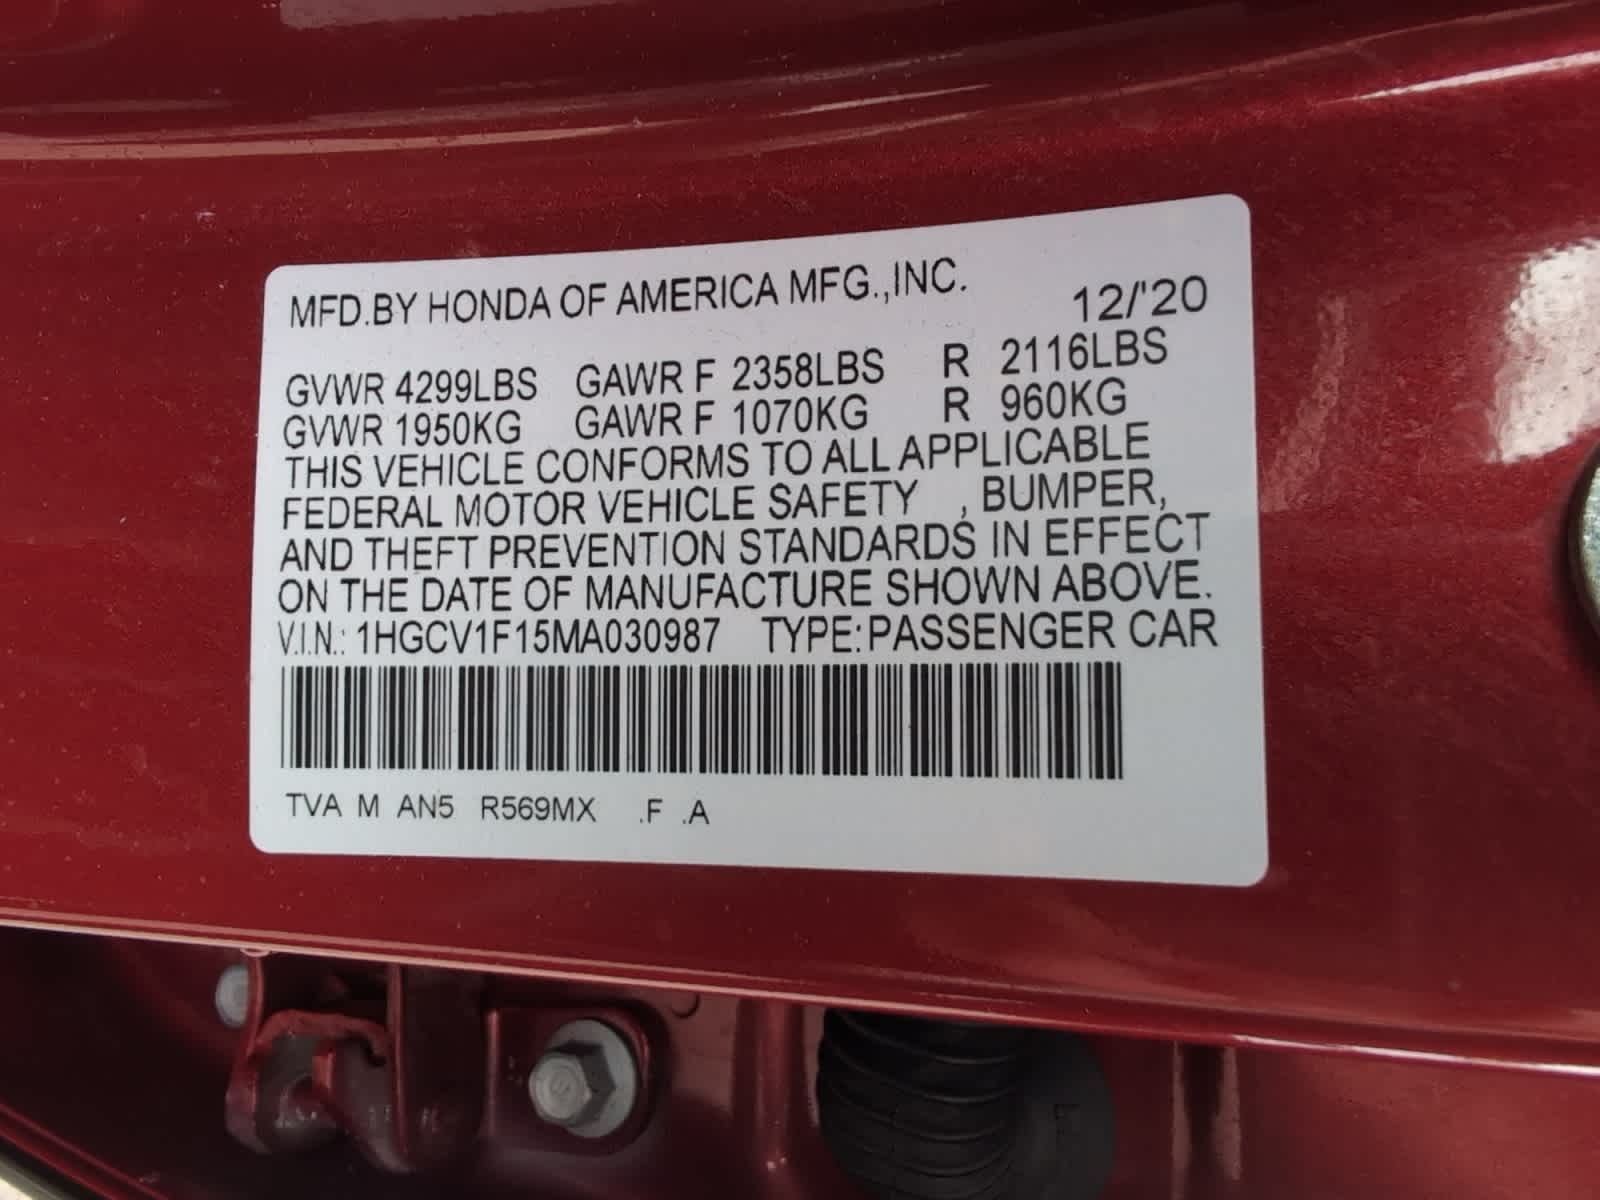 MFD.BY HONDA OF AMERICA MFG.,INC. 12/'20
GVWR 4299LBS GAWR F 2358LBS R 2116LBS
GVWR 1950KG GAWR F 1070KG R 960KG
THIS VEHICLE CONFORMS TO ALL APPLICABLE
FEDERAL MOTOR VEHICLE SAFETY , BUMPER,
AND THEFT PREVENTION STANDARDS IN EFFECT
ON THE DATE OF MANUFACTURE SHOWN ABOVE.
V.I.N.: 1HGCV1F15MA030987 TYPE:PASSENGER CAR
TVA M AN5 R569MX .F .A